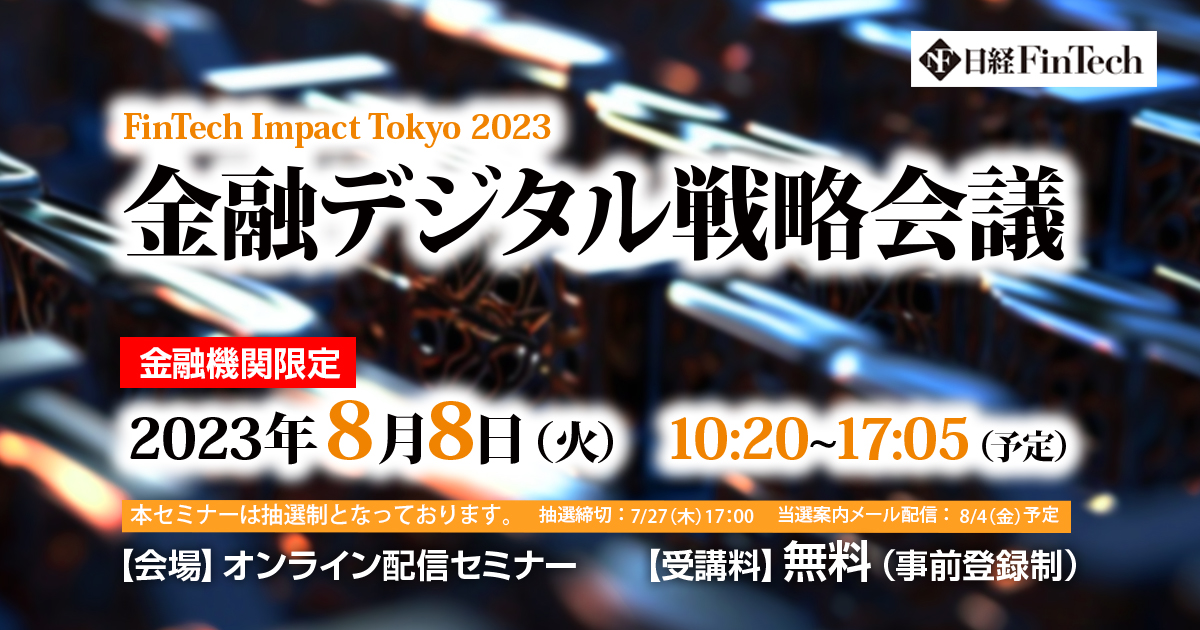 NF 日経FinTech
FinTech Impact Tokyo 2023
金融デジタル戦略会議
金融機関限定
2023年8月8日（火） 10:20~17:05（予定）
本セミナーは抽選制となっております。 抽選締切：7/27（木）17：00 当選案内メール配信： 8/4（金）予定
【会場】オンライン配信セミナー 【受講料】無料（事前登録制）